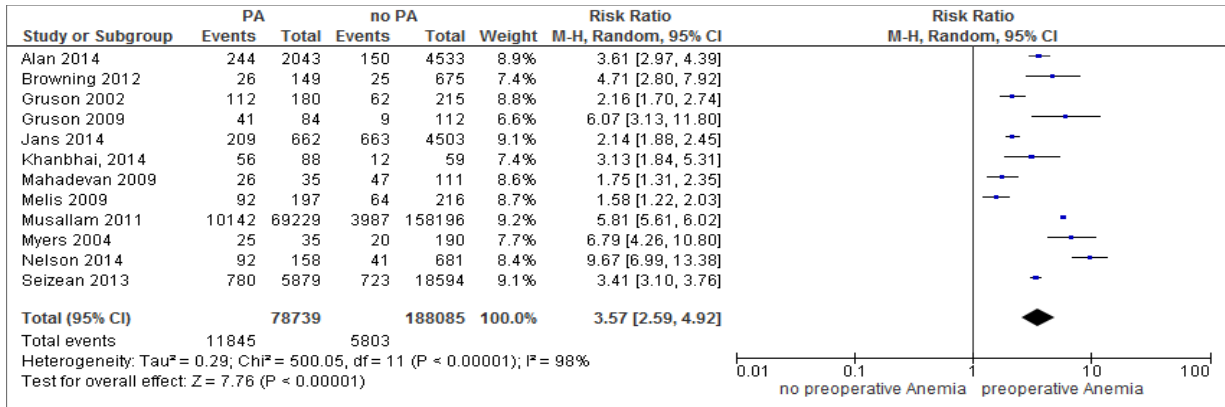 PA no PA Risk Ratio Risk Ratio
Study or Subgroup Events Total Events Total Weight M-H, Random, 95% CI M-H, Random, 95% CI
Alan 2014 244 2043 150 4533 8.9% 3.61 [2.97, 4.39]
Browning 2012 26 149 25 675 7.4% 4.71 [2.80, 7.92]
Gruson 2002 112 180 62 215 8.8% 2.16 [1.70, 2.74]
Gruson 2009 41 84 9 112 6.6% 6.07 [3.13, 11.80]
Jans 2014 209 662 663 4503 9.1% 2.14 [1.88, 2.45]
Khanbhai, 2014 56 88 12 59 7.4% 3.13 [1.84, 5.31]
Mahadevan 2009 26 35 47 111 8.6% 1.75 [1.31, 2.35]
Melis 2009 92 197 64 216 8.7% 1.58 [1.22, 2.03]
Musallam 2011 10142 69229 3987 158196 9.2% 5.81 [5.61, 6.02]
Myers 2004 25 35 20 190 7.7% 6.79 [4.26, 10.80]
Nelson 2014 92 158 41 681 8.4% 9.67 [6.99, 13.38]
Seizean 2013 780 5879 723 18594 9.1% 3.41 [3.10, 3.76]
Total (95% CI) 78739 188085 100.0% 3.57 [2.59, 4.92]
Total events 11845 5803
Heterogeneity: Tau² = 0.29; Chi² = 500.05, df = 11 (P < 0.00001); I² = 98%
Test for overall effect: Z = 7.76 (P < 0.00001)
0.01 0.1 1 10 100
no preoperative Anemia preoperative Anemia